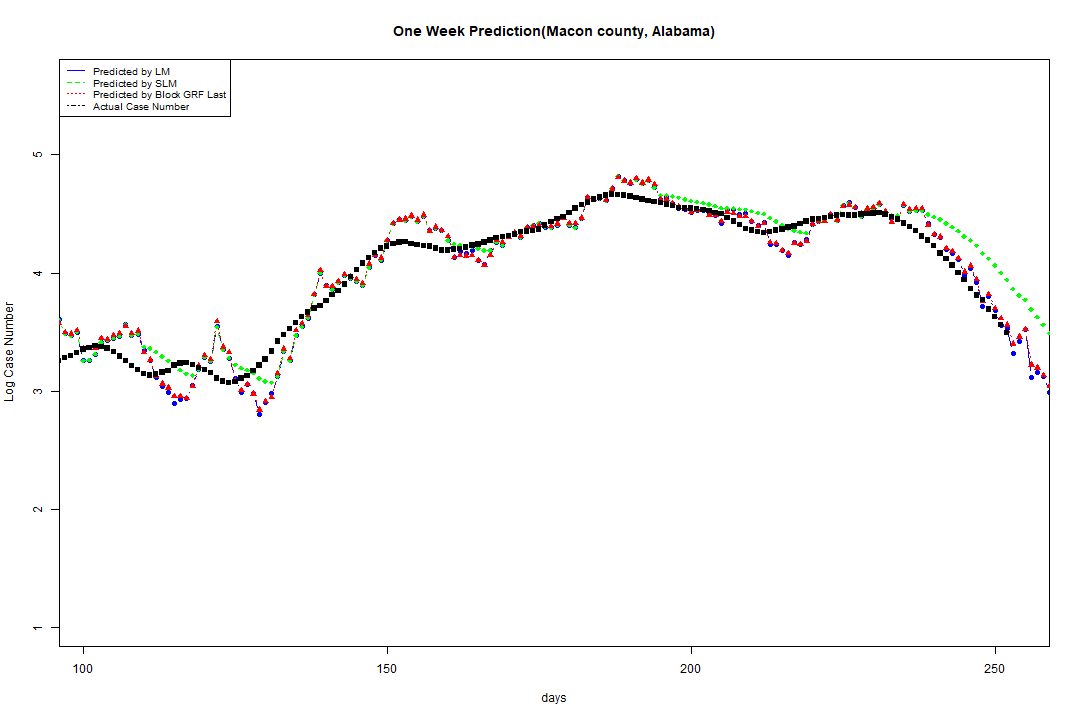 One Week Prediction(Macon county, Alabama)
Predicted by LM
Predicted by SLM
Predicted by Block GRF Last
Actual Case Number
5
4
3
2
1
Log Case Number
100 150 200 250
days